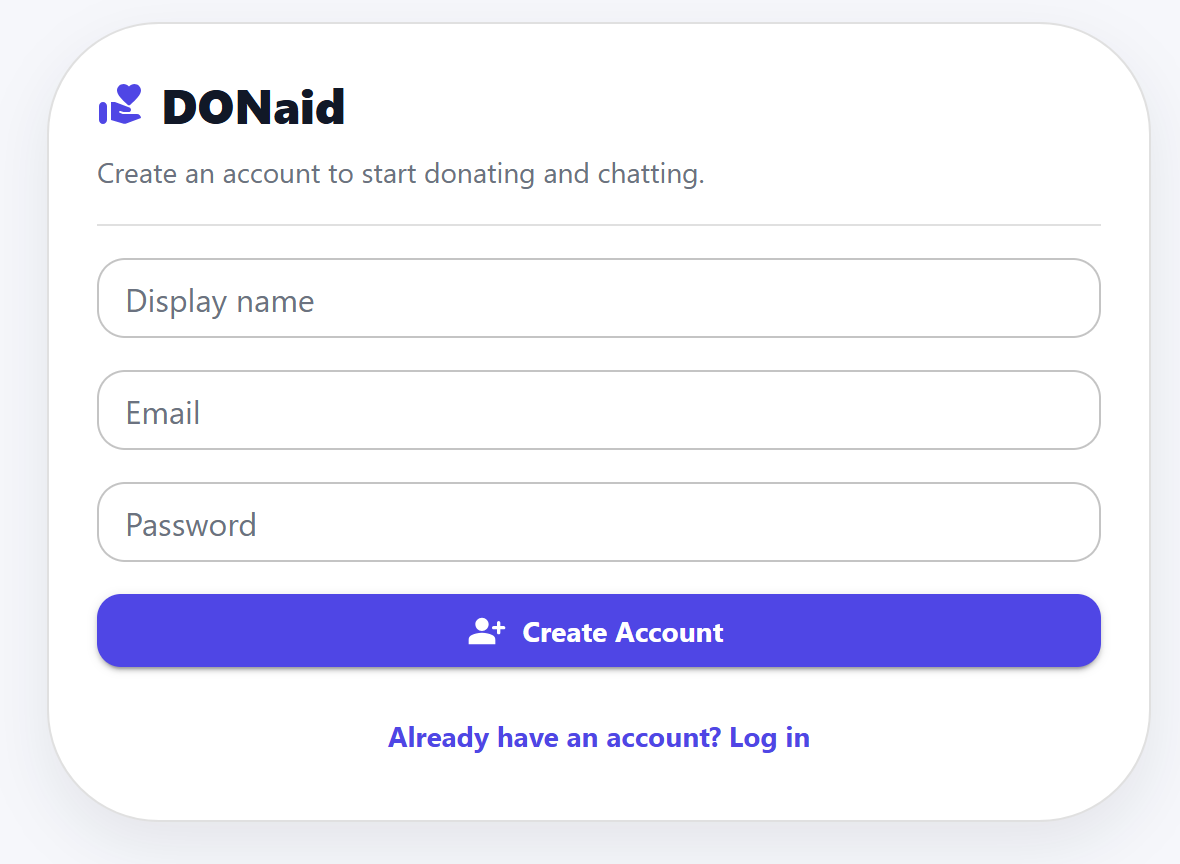 DONaid
Create an account to start donating and chatting.
Display name
Email
Password
Create Account
Already have an account? Log in